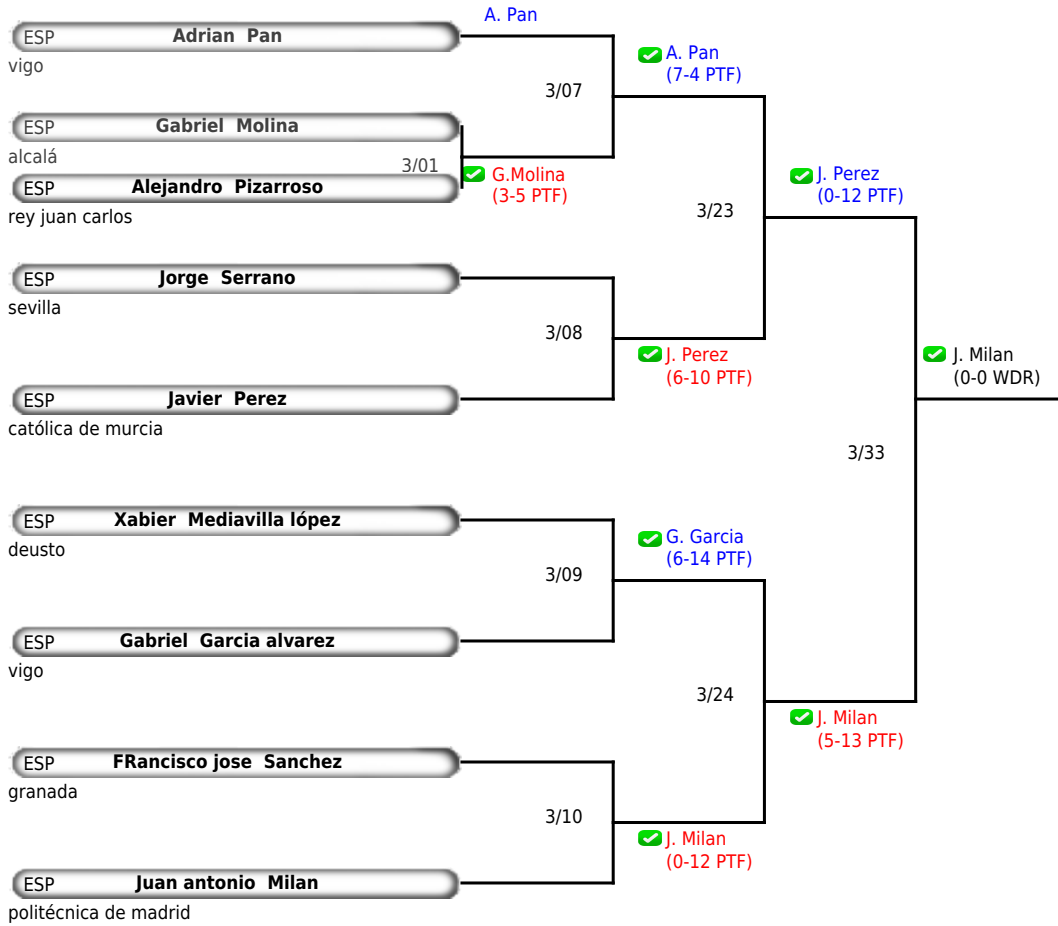 A. Pan
ESP Adrian Pan
vigo
A. Pan
(7-4 PTF)
3/07
ESP Gabriel Molina
alcalá
3/01
G.Molina
(3-5 PTF)
ESP Alejandro Pizarroso
rey juan carlos
J. Perez
(0-12 PTF)
3/23
ESP Jorge Serrano
sevilla
3/08
J. Perez
(6-10 PTF)
ESP Javier Perez
católica de murcia
J. Milan
(0-0 WDR)
3/33
ESP Xabier Mediavilla lópez
deusto
G. Garcia
(6-14 PTF)
3/09
ESP Gabriel Garcia alvarez
vigo
3/24
J. Milan
(5-13 PTF)
ESP FRancisco jose Sanchez
granada
3/10
J. Milan
(0-12 PTF)
ESP Juan antonio Milan
politécnica de madrid